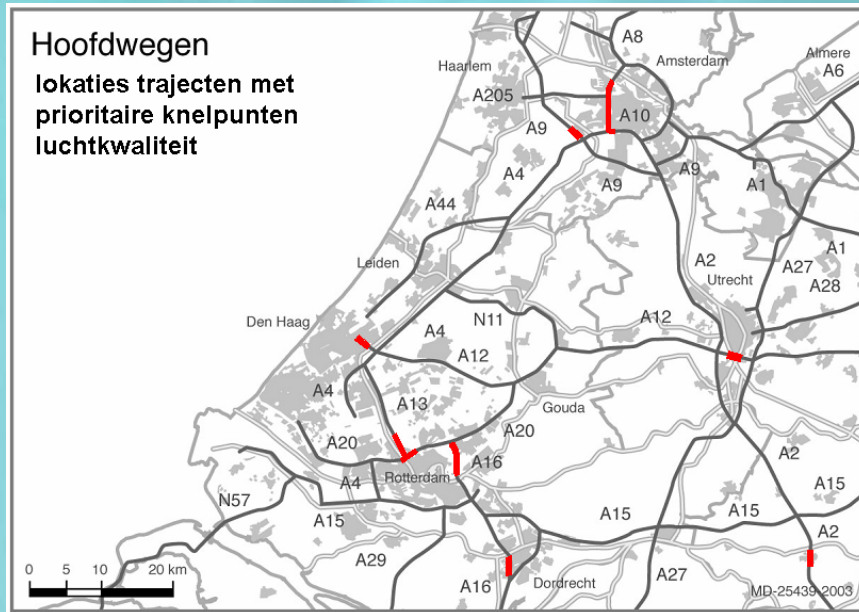 Hoofdwegen
lokaties trajecten met
prioritaire knelpunten
luchtkwaliteit
A8
Haarlem
Amsterdam
Almere
A6
A205
A10
A9
A4
A9
A9
A1
A44
A1
Leiden
A2
A27
Utrecht
A28
Den Haag
A4
N11
A12
A12
A4
A13
Gouda
A20
A20
A2
A16
A4
Rotterdam
A15
N57
A15
A15
A15
A2
A29
A16
Dordrecht
A27
0 5 10 20 km
MD-25439-2003